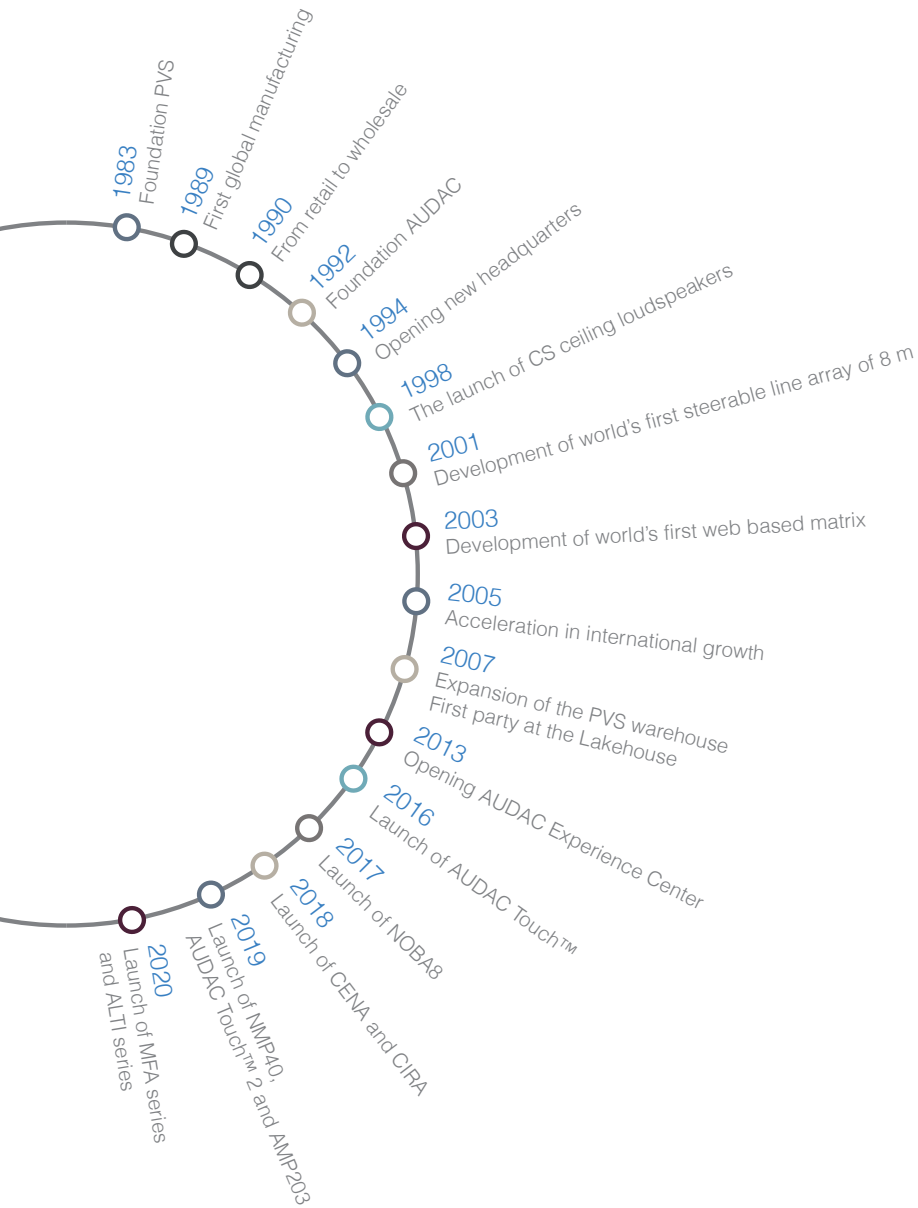 1983
Foundation PVS
1989
First global manufacturing
1990
From retail to wholesale
1992
Foundation AUDAC
1994
Opening new headquarters
1998
The launch of CS ceiling loudspeakers
2001
Development of world’s first steerable line array of 8 m
2003
Development of world’s first web based matrix
2005
Acceleration in international growth
2007
Expansion of the PVS warehouse
First party at the Lakehouse
2013
Opening AUDAC Experience Center
2016
Launch of AUDAC Touch™
2017
Launch of NOBA8
2018
Launch of CENA and CIRA
2019
Launch of NMP40,
AUDAC Touch™ 2 and AMP203
2020
Launch of MFA series
and ALTI series